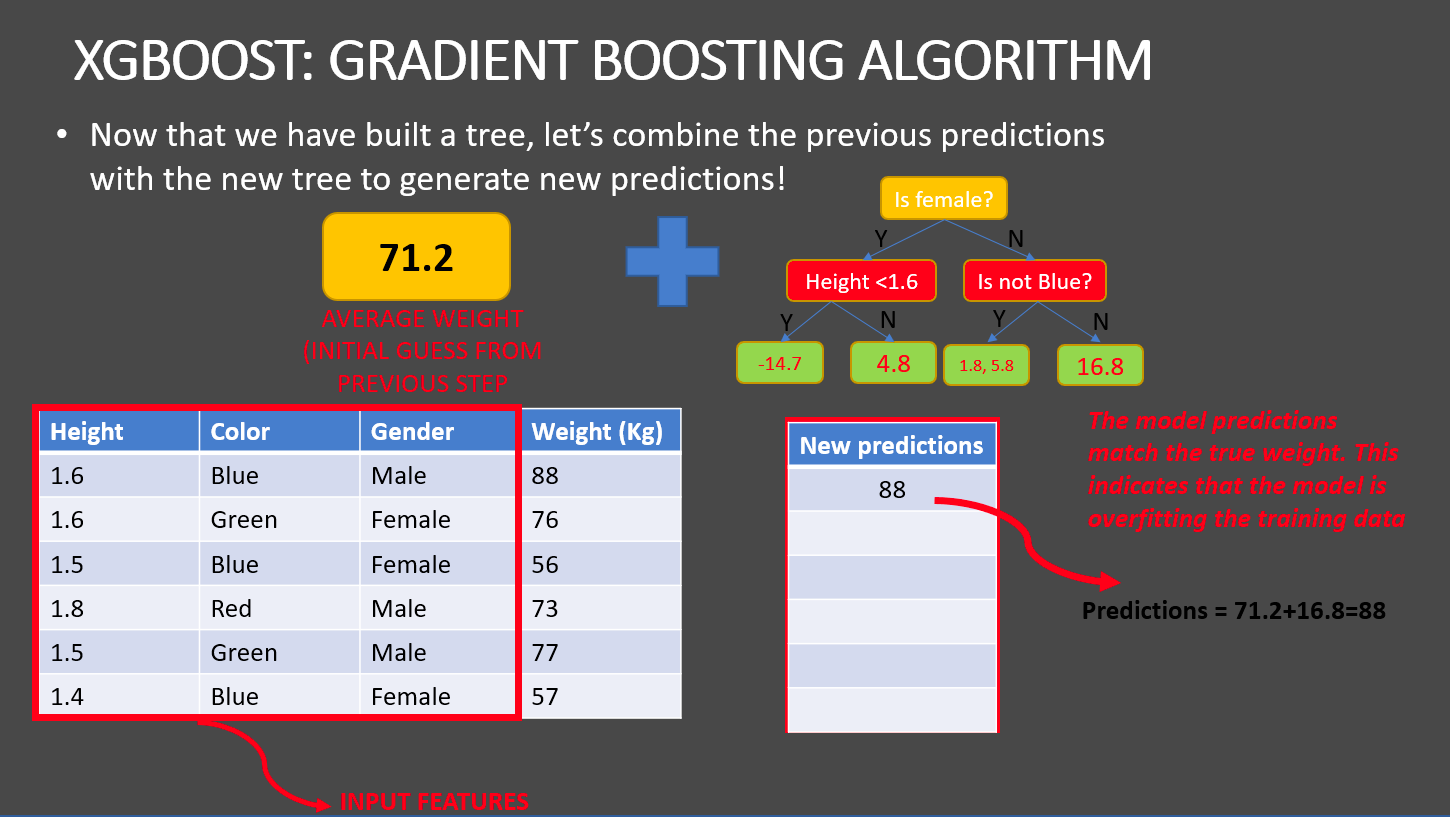 XGBOOST: GRADIENT BOOSTING ALGORITHM
• Now that we have built a tree, let's combine the previous predictions
with the new tree to generate new predictions!
71.2
AVERAGE WEIGHT
(INITIAL GUESS FROM
PREVIOUS STEP
Is female?
Y N
Height <1.6 Is not Blue?
Y N Y N
-14.7 4.8 1.8, 5.8 16.8
Height Color Gender Weight (Kg)
1.6 Blue Male 88
1.6 Green Female 76
1.5 Blue Female 56
1.8 Red Male 73
1.5 Green Male 77
1.4 Blue Female 57
INPUT FEATURES
New predictions
88
The model predictions
match the true weight. This
indicates that the model is
overfitting the training data
Predictions = 71.2+16.8=88